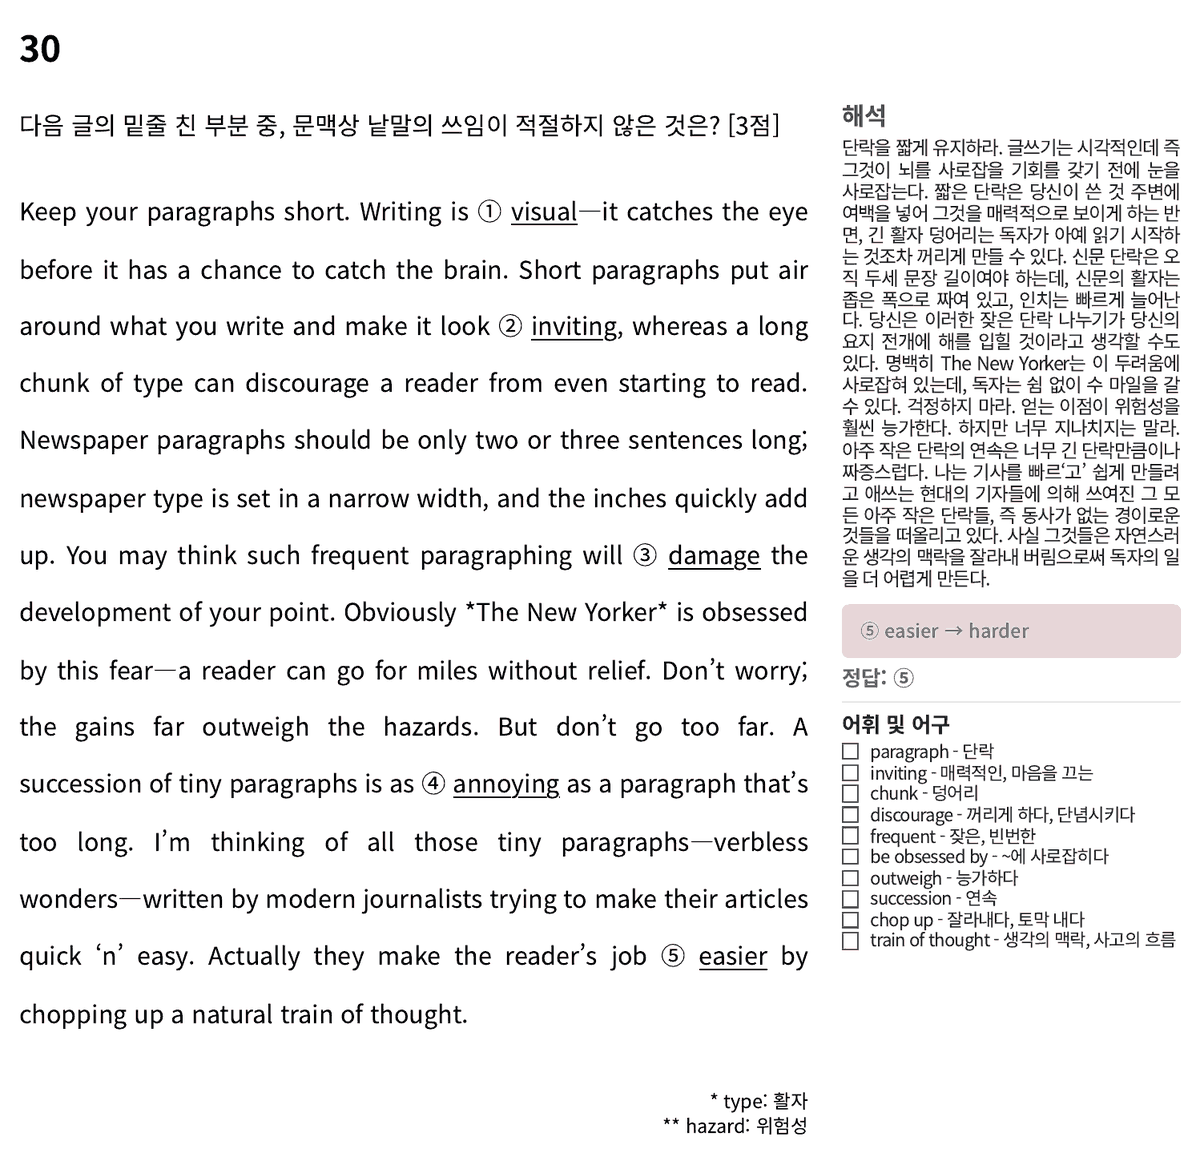 30
다음 글의 밑줄 친 부분 중, 문맥상 낱말의 쓰임이 적절하지 않은 것은? [3점]
Keep your paragraphs short. Writing is ① visual—it catches the eye
before it has a chance to catch the brain. Short paragraphs put air
around what you write and make it look ② inviting, whereas a long
chunk of type can discourage a reader from even starting to read.
Newspaper paragraphs should be only two or three sentences long;
newspaper type is set in a narrow width, and the inches quickly add
up. You may think such frequent paragraphing will ③ damage the
development of your point. Obviously *The New Yorker* is obsessed
by this fear—a reader can go for miles without relief. Don’t worry;
the gains far outweigh the hazards. But don’t go too far. A
succession of tiny paragraphs is as ④ annoying as a paragraph that’s
too long. I’m thinking of all those tiny paragraphs—verbless
wonders—written by modern journalists trying to make their articles
quick ‘n’ easy. Actually they make the reader’s job ⑤ easier by
chopping up a natural train of thought.
* type: 활자
** hazard: 위험성
해석
단락을 짧게 유지하라. 글쓰기는 시각적인데 즉
그것이 뇌를 사로잡을 기회를 갖기 전에 눈을
사로잡는다. 짧은 단락은 당신이 쓴 것 주변에
여백을 넣어 그것을 매력적으로 보이게 하는 반
면, 긴 활자 덩어리는 독자가 아예 읽기 시작하
는 것조차 꺼리게 만들 수 있다. 신문 단락은 오
직 두세 문장 길이여야 하는데, 신문의 활자는
좁은 폭으로 짜여 있고, 인치는 빠르게 늘어난
다. 당신은 이러한 잦은 단락 나누기가 당신의
요지 전개에 해를 입힐 것이라고 생각할 수도
있다. 명백히 The New Yorker는 이 두려움에
사로잡혀 있는데, 독자는 쉼 없이 수 마일을 갈
수 있다. 걱정하지 마라. 얻는 이점이 위험성을
훨씬 능가한다. 하지만 너무 지나치지는 말라.
아주 작은 단락의 연속은 너무 긴 단락만큼이나
짜증스럽다. 나는 기사를 빠르‘고’ 쉽게 만들려
고 애쓰는 현대의 기자들에 의해 쓰여진 그 모
든 아주 작은 단락들, 즉 동사가 없는 경이로운
것들을 떠올리고 있다. 사실 그것들은 자연스러
운 생각의 맥락을 잘라내 버림으로써 독자의 일
을 더 어렵게 만든다.
⑤ easier → harder
정답: ⑤
어휘 및 어구
paragraph - 단락
inviting - 매력적인, 마음을 끄는
chunk - 덩어리
discourage - 꺼리게 하다, 단념시키다
frequent - 잦은, 빈번한
be obsessed by - ~에 사로잡히다
outweigh - 능가하다
succession - 연속
chop up - 잘라내다, 토막 내다
train of thought - 생각의 맥락, 사고의 흐름